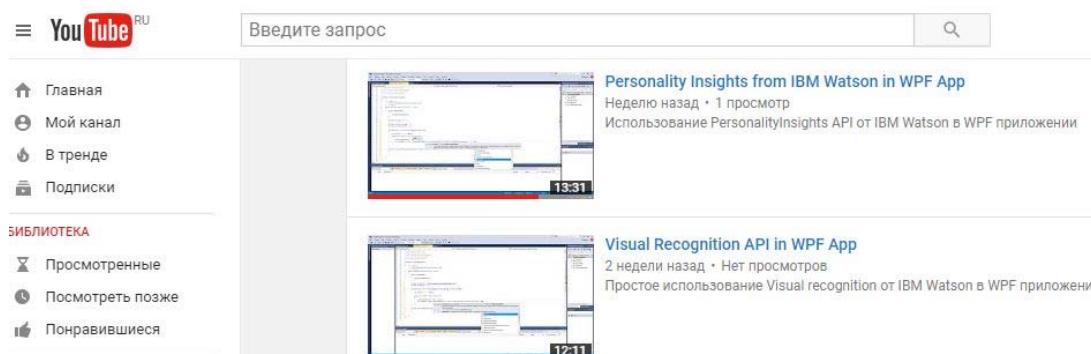 YouTube RU
Введите запрос
Главная
Мой канал
В тренде
Подписки
БИБЛИОТЕКА
Просмотренные
Посмотреть позже
Понравившиеся
Personality Insights from IBM Watson in WPF App
Неделю назад • 1 просмотр
Использование PersonalityInsights API от IBM Watson в WPF приложении
13:31
Visual Recognition API in WPF App
2 недели назад • Нет просмотров
Простое использование Visual recognition от IBM Watson в WPF приложени
12:11